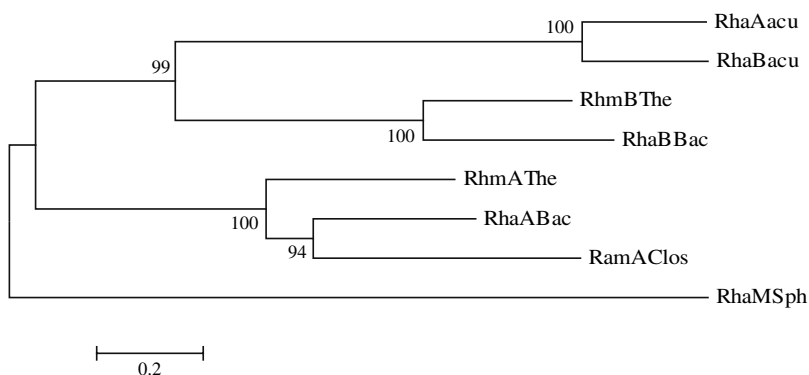 100
RhaAacu
RhaBacu
99
RhmBThe
100
RhaBBac
RhmAThe
100
RhaABac
94
RamAClos
RhaMSph
0.2